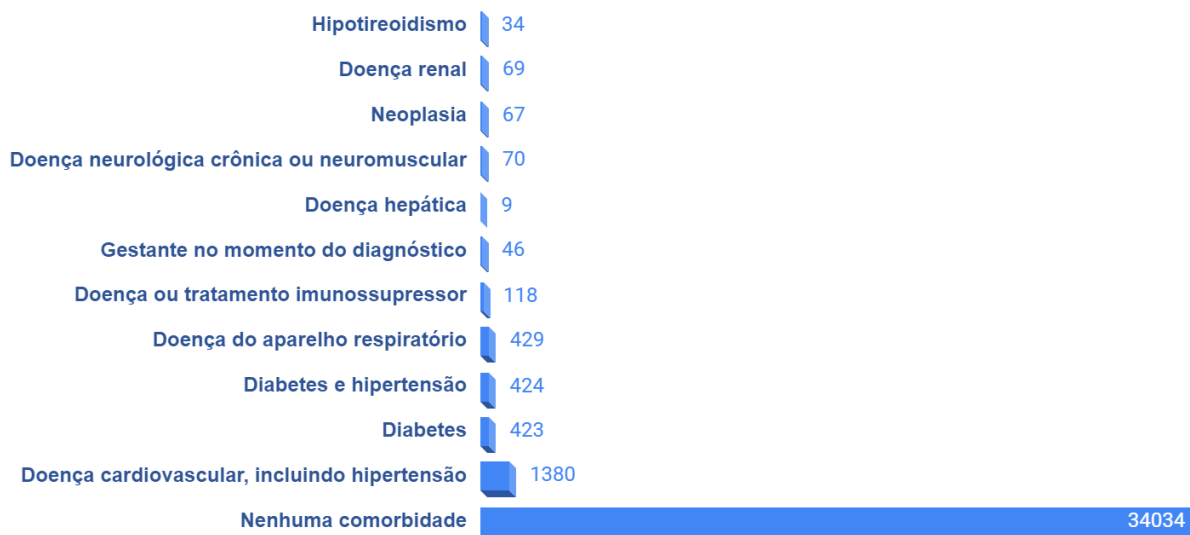 Hipotireoidismo 34
Doença renal 69
Neoplasia 67
Doença neurológica crônica ou neuromuscular 70
Doença hepática 9
Gestante no momento do diagnóstico 46
Doença ou tratamento imunossupressor 118
Doença do aparelho respiratório 429
Diabetes e hipertensão 424
Diabetes 423
Doença cardiovascular, incluindo hipertensão 1380
Nenhuma comorbidade 34034